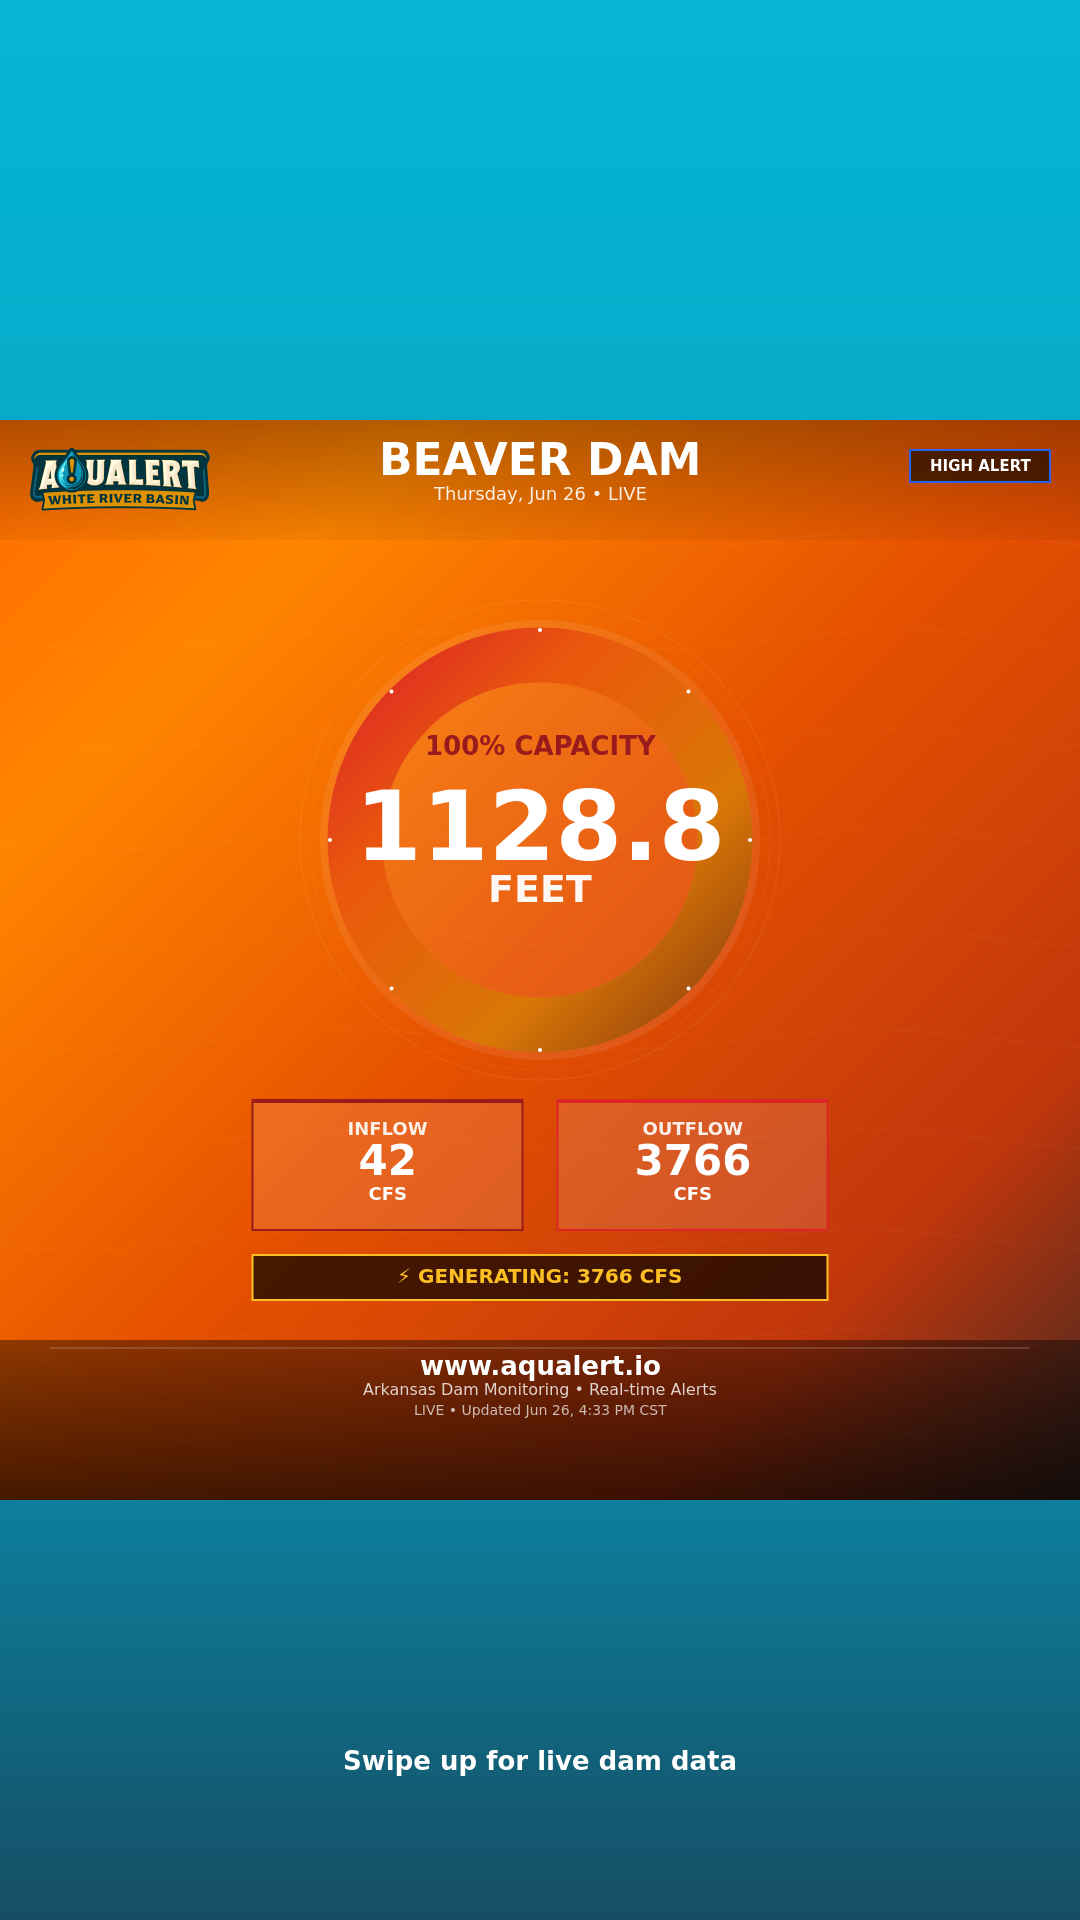 AQUALERT
WHITE RIVER BASIN
BEAVER DAM
Thursday, Jun 26 • LIVE
HIGH ALERT
100% CAPACITY
1128.8
FEET
INFLOW
42
CFS
OUTFLOW
3766
CFS
⚡ GENERATING: 3766 CFS
www.aqualert.io
Arkansas Dam Monitoring • Real-time Alerts
LIVE • Updated Jun 26, 4:33 PM CST
Swipe up for live dam data